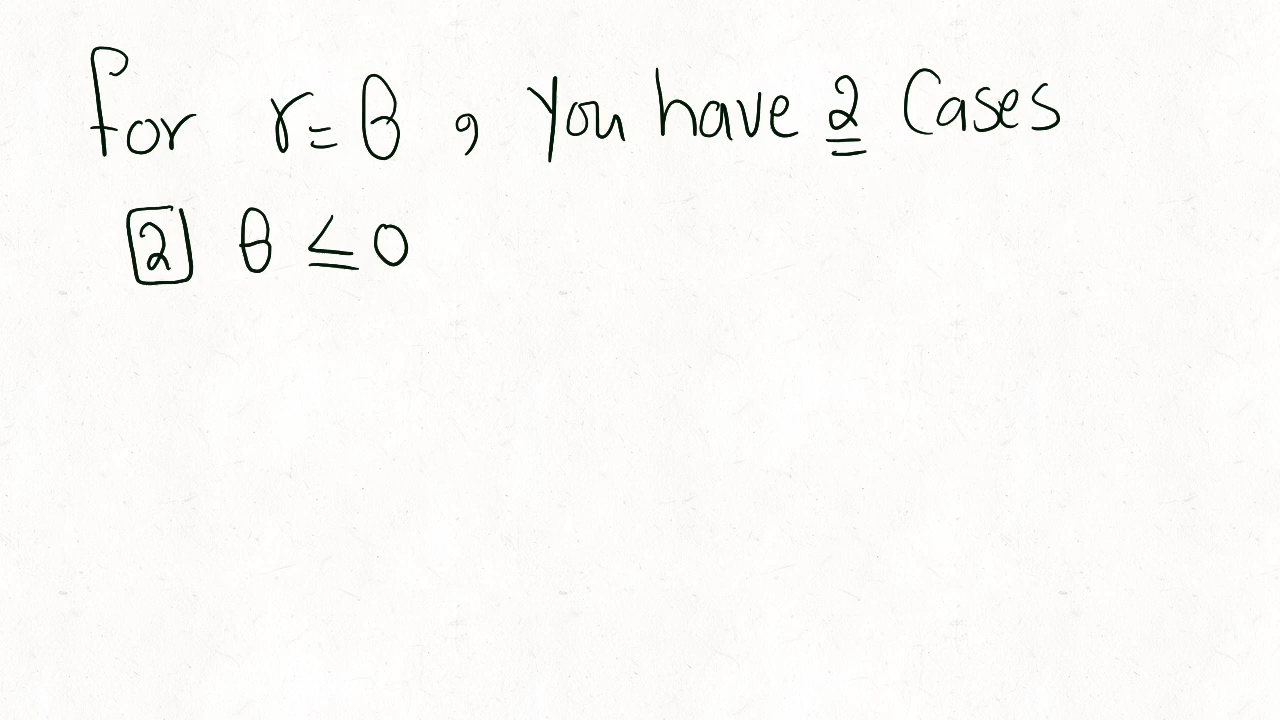 For r = θ , you have 2 Cases
2 θ ≤ 0